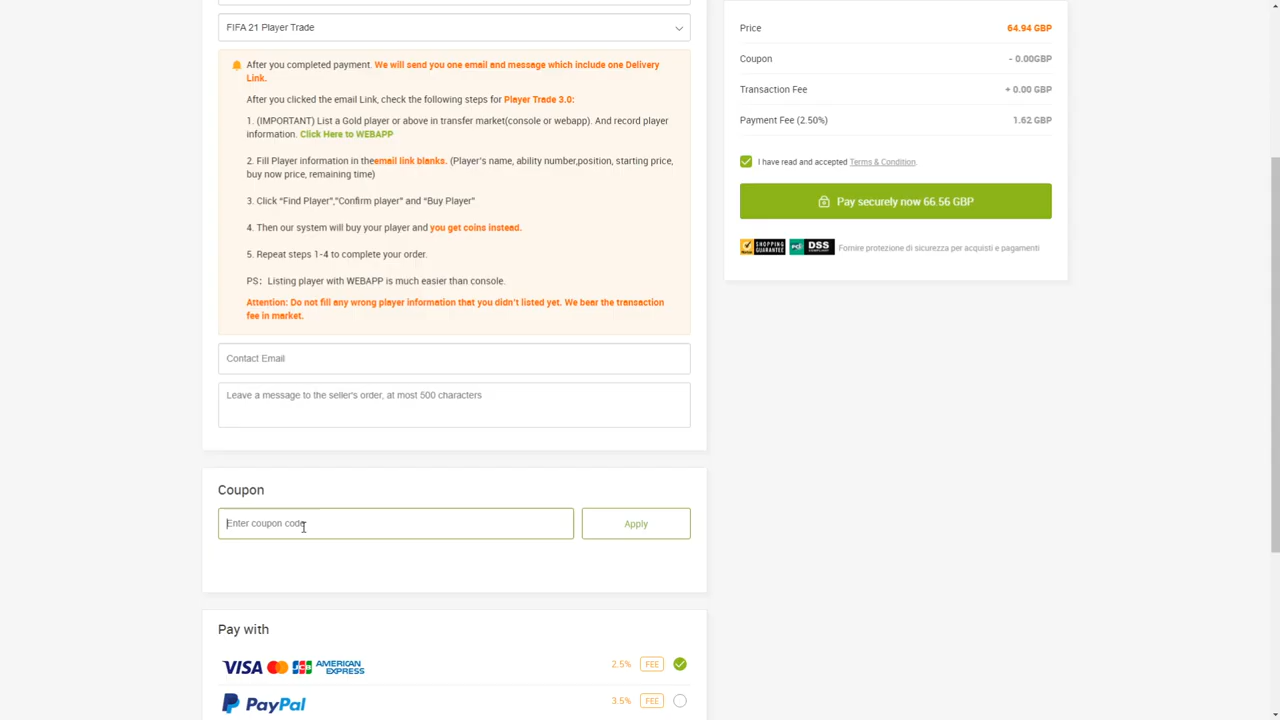 FIFA 21 Player Trade
After you completed payment. We will send you one email and message which include one Delivery
Link.
After you clicked the email Link, check the following steps for Player Trade 3.0:
1. (IMPORTANT) List a Gold player or above in transfer market(console or webapp). And record player
information. Click Here to WEBAPP
2. Fill Player information in theemail link blanks. (Player's name, ability number,position, starting price,
buy now price, remaining time)
3. Click “Find Player”,"Confirm player” and “Buy Player”
4. Then our system will buy your player and you get coins instead.
5. Repeat steps 1-4 to complete your order.
PS： Listing player with WEBAPP is much easier than console.
Attention: Do not fill any wrong player information that you didn't listed yet. We bear the transaction
fee in market.
Contact Email
Leave a message to the seller's order, at most 500 characters
Coupon
Enter coupon code
Apply
Pay with
VISA JCB AMERICAN EXPRESS 2.5% FEE
PayPal 3.5% FEE
Price 64.94 GBP
Coupon - 0.00GBP
Transaction Fee + 0.00 GBP
Payment Fee (2.50%) 1.62 GBP
I have read and accepted Terms & Condition.
Pay securely now 66.56 GBP
SHOPPING GUARANTEE PCI DSS Fornire protezione di sicurezza per acquisti e pagamenti